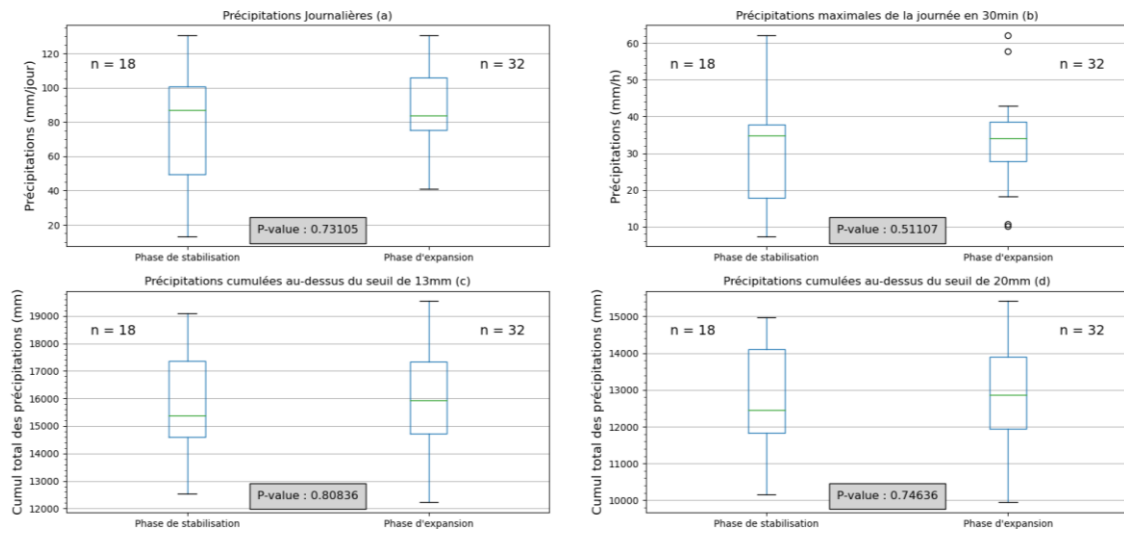 Précipitations Journalières (a)
Précipitations (mm/jour)
120
100
80
60
40
20
n = 18
n = 32
P-value : 0.73105
Phase de stabilisation
Phase d'expansion
Précipitations maximales de la journée en 30min (b)
Précipitations (mm/h)
60
50
40
30
20
10
n = 18
n = 32
P-value : 0.51107
Phase de stabilisation
Phase d'expansion
Précipitations cumulées au-dessus du seuil de 13mm (c)
Cumul total des précipitations (mm)
19000
18000
17000
16000
15000
14000
13000
12000
n = 18
n = 32
P-value : 0.80836
Phase de stabilisation
Phase d'expansion
Précipitations cumulées au-dessus du seuil de 20mm (d)
Cumul total des précipitations (mm)
15000
14000
13000
12000
11000
10000
n = 18
n = 32
P-value : 0.74636
Phase de stabilisation
Phase d'expansion